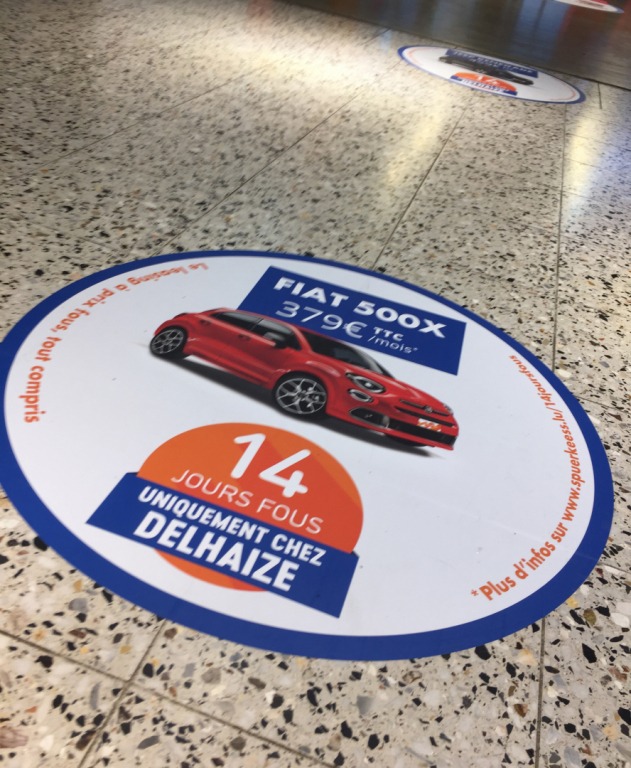 Le leasing à prix fous, tout compris
FIAT 500X
379€ TTC
/mois*
14
JOURS FOUS
UNIQUEMENT CHEZ
DELHAIZE
*Plus d'infos sur www.spuerkeess.lu/14joursfous
14